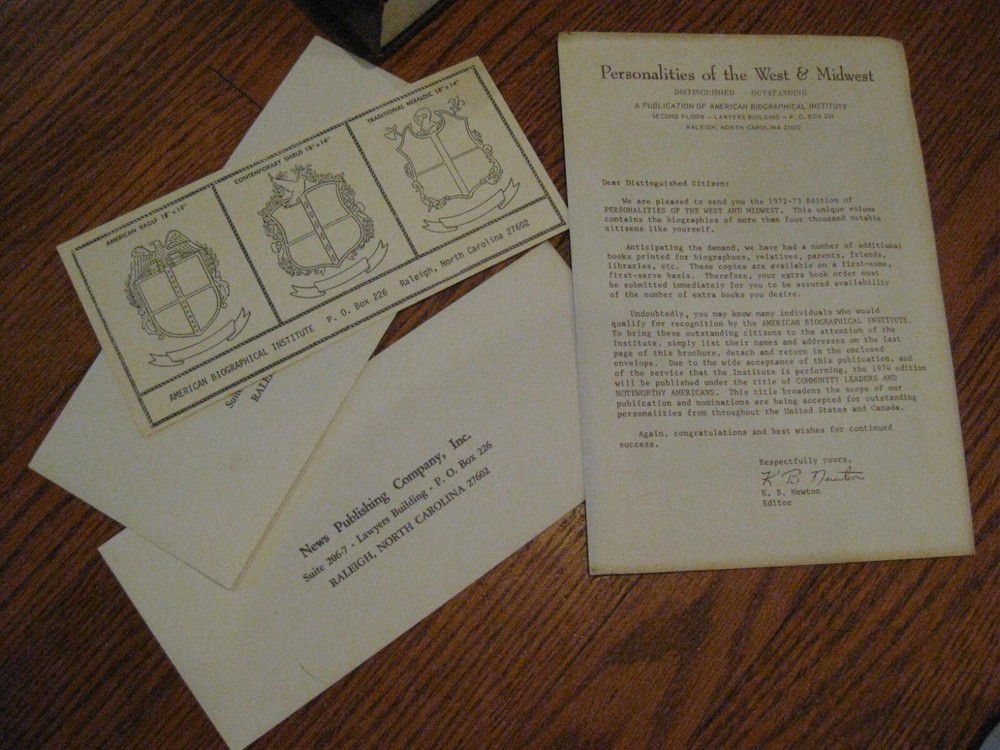 AMERICAN EAGLE 18"x14"
CONTEMPORARY SHIELD 18"x14"
TRADITIONAL HERALDIC 18"x14"
AMERICAN BIOGRAPHICAL INSTITUTE P. O. Box 226 Raleigh, North Carolina 27602
Suite
RALE
News Publishing Company, Inc.
Suite 206-7 · Lawyers Building · P. O. Box 226
RALEIGH, NORTH CAROLINA 27602
Personalities of the West & Midwest
DISTINGUISHED OUTSTANDING
A PUBLICATION OF AMERICAN BIOGRAPHICAL INSTITUTE
SECOND FLOOR – LAWYERS BUILDING – P. O. BOX 226
RALEIGH, NORTH CAROLINA 27602
Dear Distinguished Citizen:
We are pleased to send you the 1972-73 Edition of
PERSONALITIES OF THE WEST AND MIDWEST. This unique volume
contains the biographies of more than four thousand notable
citizens like yourself.
Anticipating the demand, we have had a number of additional
books printed for biographees, relatives, parents, friends,
libraries, etc. These copies are available on a first-come,
first-serve basis. Therefore, your extra book order must
be submitted immediately for you to be assured availability
of the number of extra books you desire.
Undoubtedly, you may know many individuals who would
qualify for recognition by the AMERICAN BIOGRAPHICAL INSTITUTE.
To bring these outstanding citizens to the attention of the
Institute, simply list their names and addresses on the last
page of this brochure, detach and return in the enclosed
envelope. Due to the wide acceptance of this publication, and
of the service that the Institute is performing, the 1974 edition
will be published under the title of COMMUNITY LEADERS AND
NOTEWORTHY AMERICANS. This title broadens the scope of our
publication and nominations are being accepted for outstanding
personalities from throughout the United States and Canada.
Again, congratulations and best wishes for continued
success.
Respectfully yours,
K B Newton
K. B. Newton
Editor